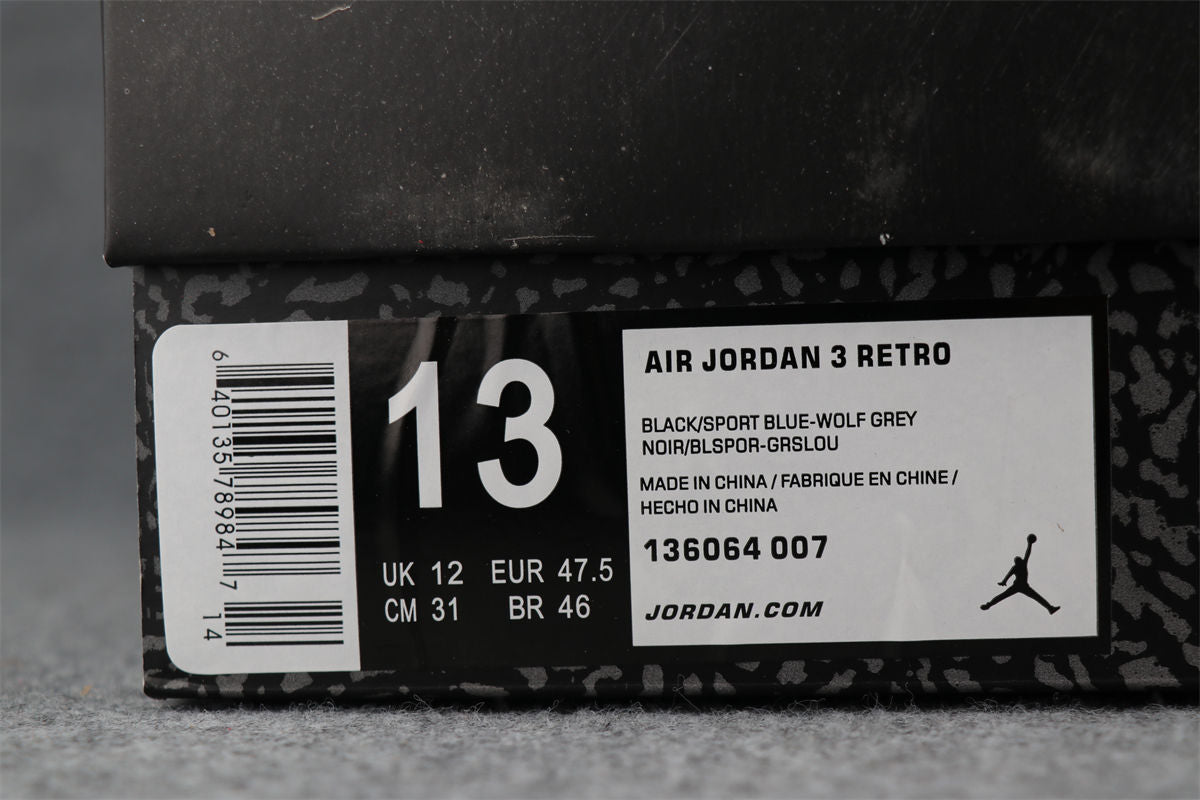 6 40135 78984 7 14
13
UK 12 EUR 47.5
CM 31 BR 46
AIR JORDAN 3 RETRO
BLACK/SPORT BLUE-WOLF GREY
NOIR/BLSPOR-GRSLOU
MADE IN CHINA / FABRIQUE EN CHINE /
HECHO IN CHINA
136064 007
JORDAN.COM